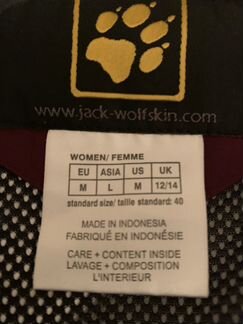 www.jack-wolfskin.com
WOMEN/ FEMME
EU ASIA US UK
M L M 12/14
standard size/ taille standard: 40
MADE IN INDONESIA
FABRIQUÉ EN INDONÉSIE
CARE + CONTENT INSIDE
LAVAGE + COMPOSITION
L'INTERIEUR